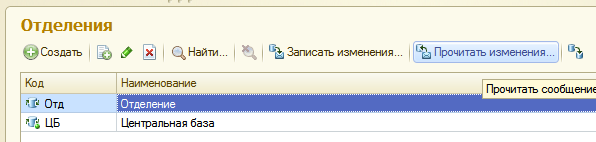 Отделения
Создать Найти... Записать изменения... Прочитать изменения...
Код Наименование
Прочитать сообщение
Отд Отделение
ЦБ Центральная база